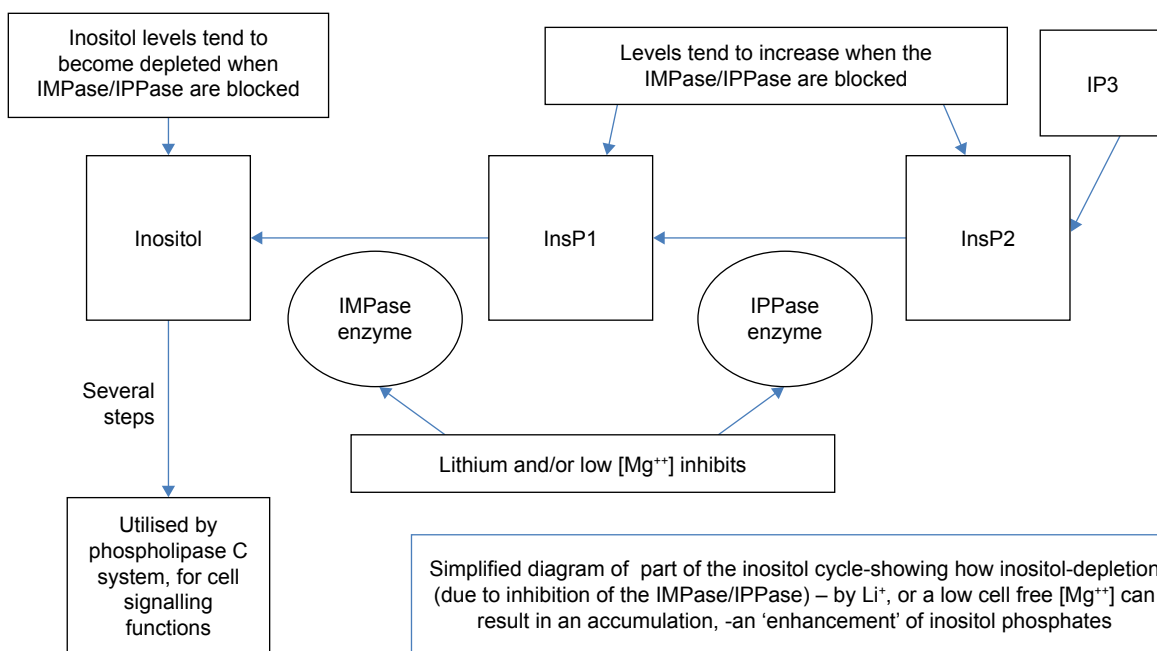 Inositol levels tend to
become depleted when
IMPase/IPPase are blocked
Levels tend to increase when the
IMPase/IPPase are blocked
IP3
Inositol
InsP1
InsP2
IMPase
enzyme
IPPase
enzyme
Several
steps
Lithium and/or low [Mg⁺⁺] inhibits
Utilised by
phospholipase C
system, for cell
signalling
functions
Simplified diagram of part of the inositol cycle-showing how inositol-depletion
(due to inhibition of the IMPase/IPPase) – by Li⁺, or a low cell free [Mg⁺⁺] can
result in an accumulation, -an ‘enhancement’ of inositol phosphates